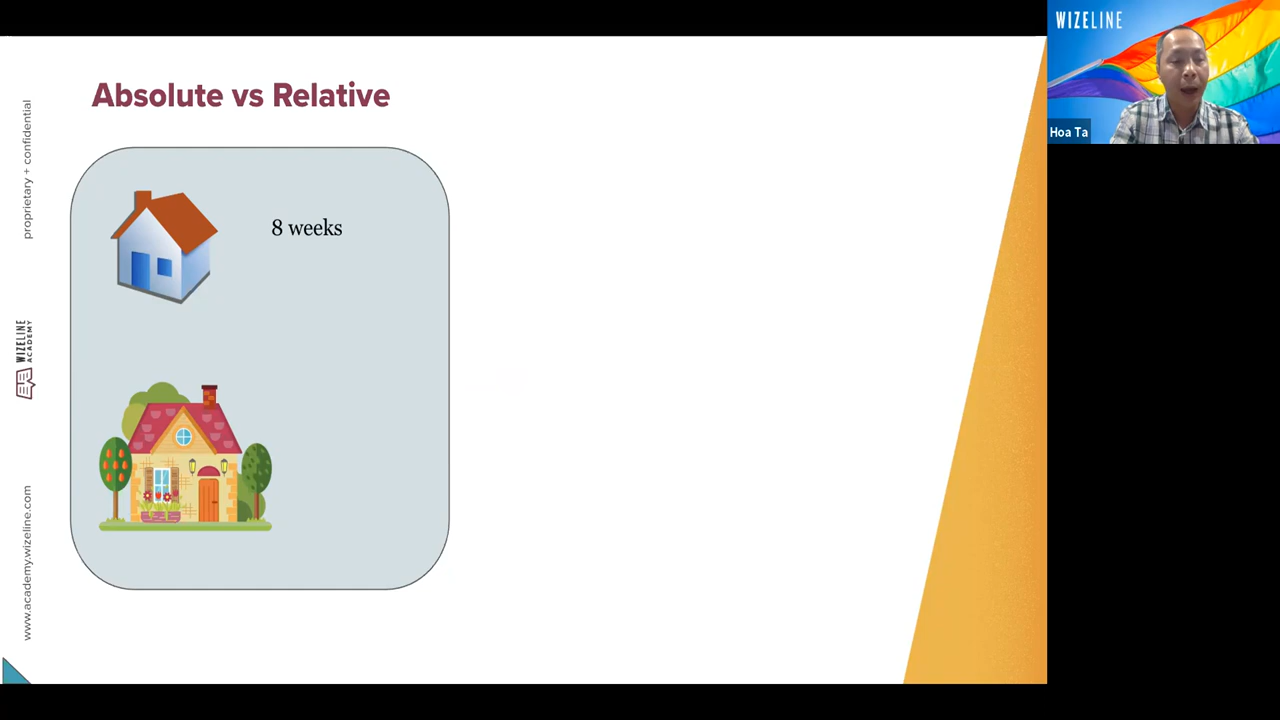 Absolute vs Relative
8 weeks
proprietary + confidential
WIZELINE
ACADEMY
www.academy.wizeline.com
WIZELINE
Hoa Ta